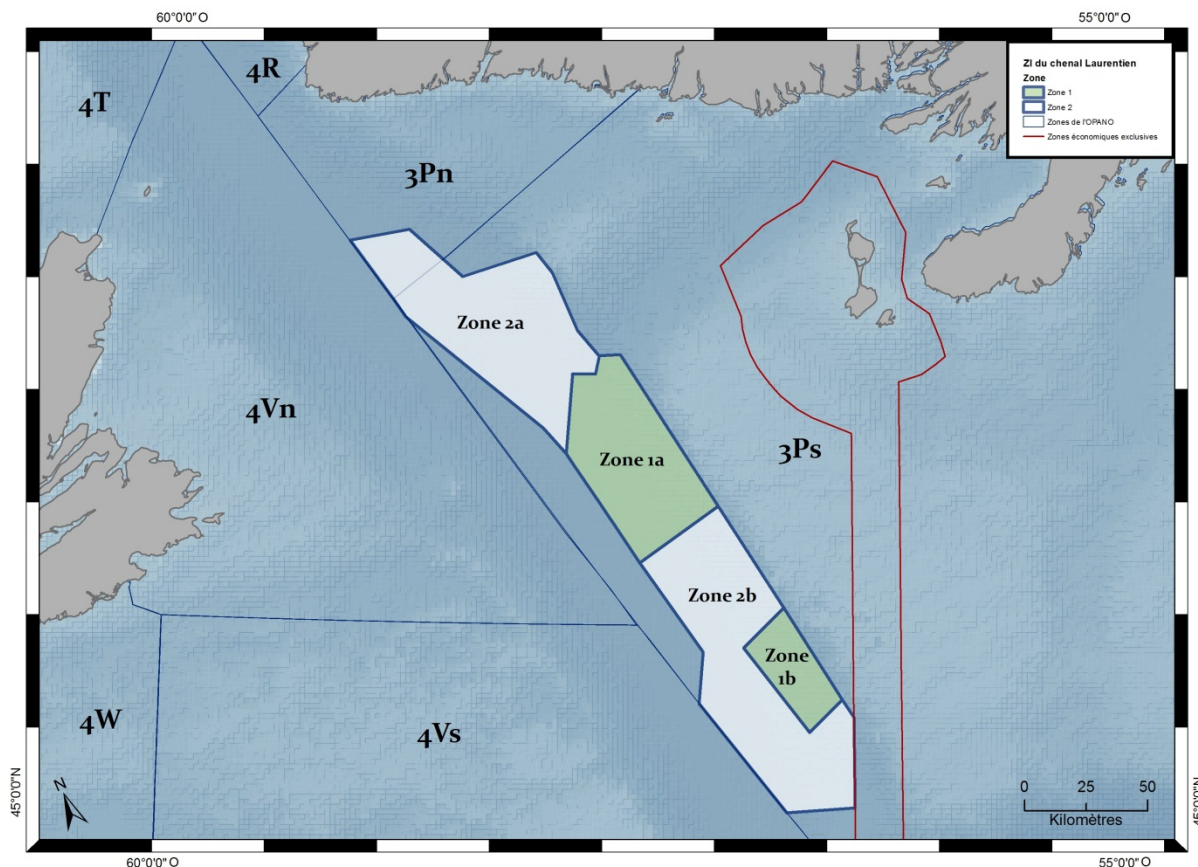 60°0'0"O
55°0'0"O
4R
4T
ZI du chenal Laurentien
Zone
Zone 1
Zone 2
Zones de l'OPANO
Zones économiques exclusives
3Pn
Zone 2a
4Vn
Zone 1a
3Ps
Zone 2b
Zone
1b
4W
4Vs
N
45°0'0"N
0 25 50
Kilomètres
45°0'0"N
60°0'0"O
55°0'0"O